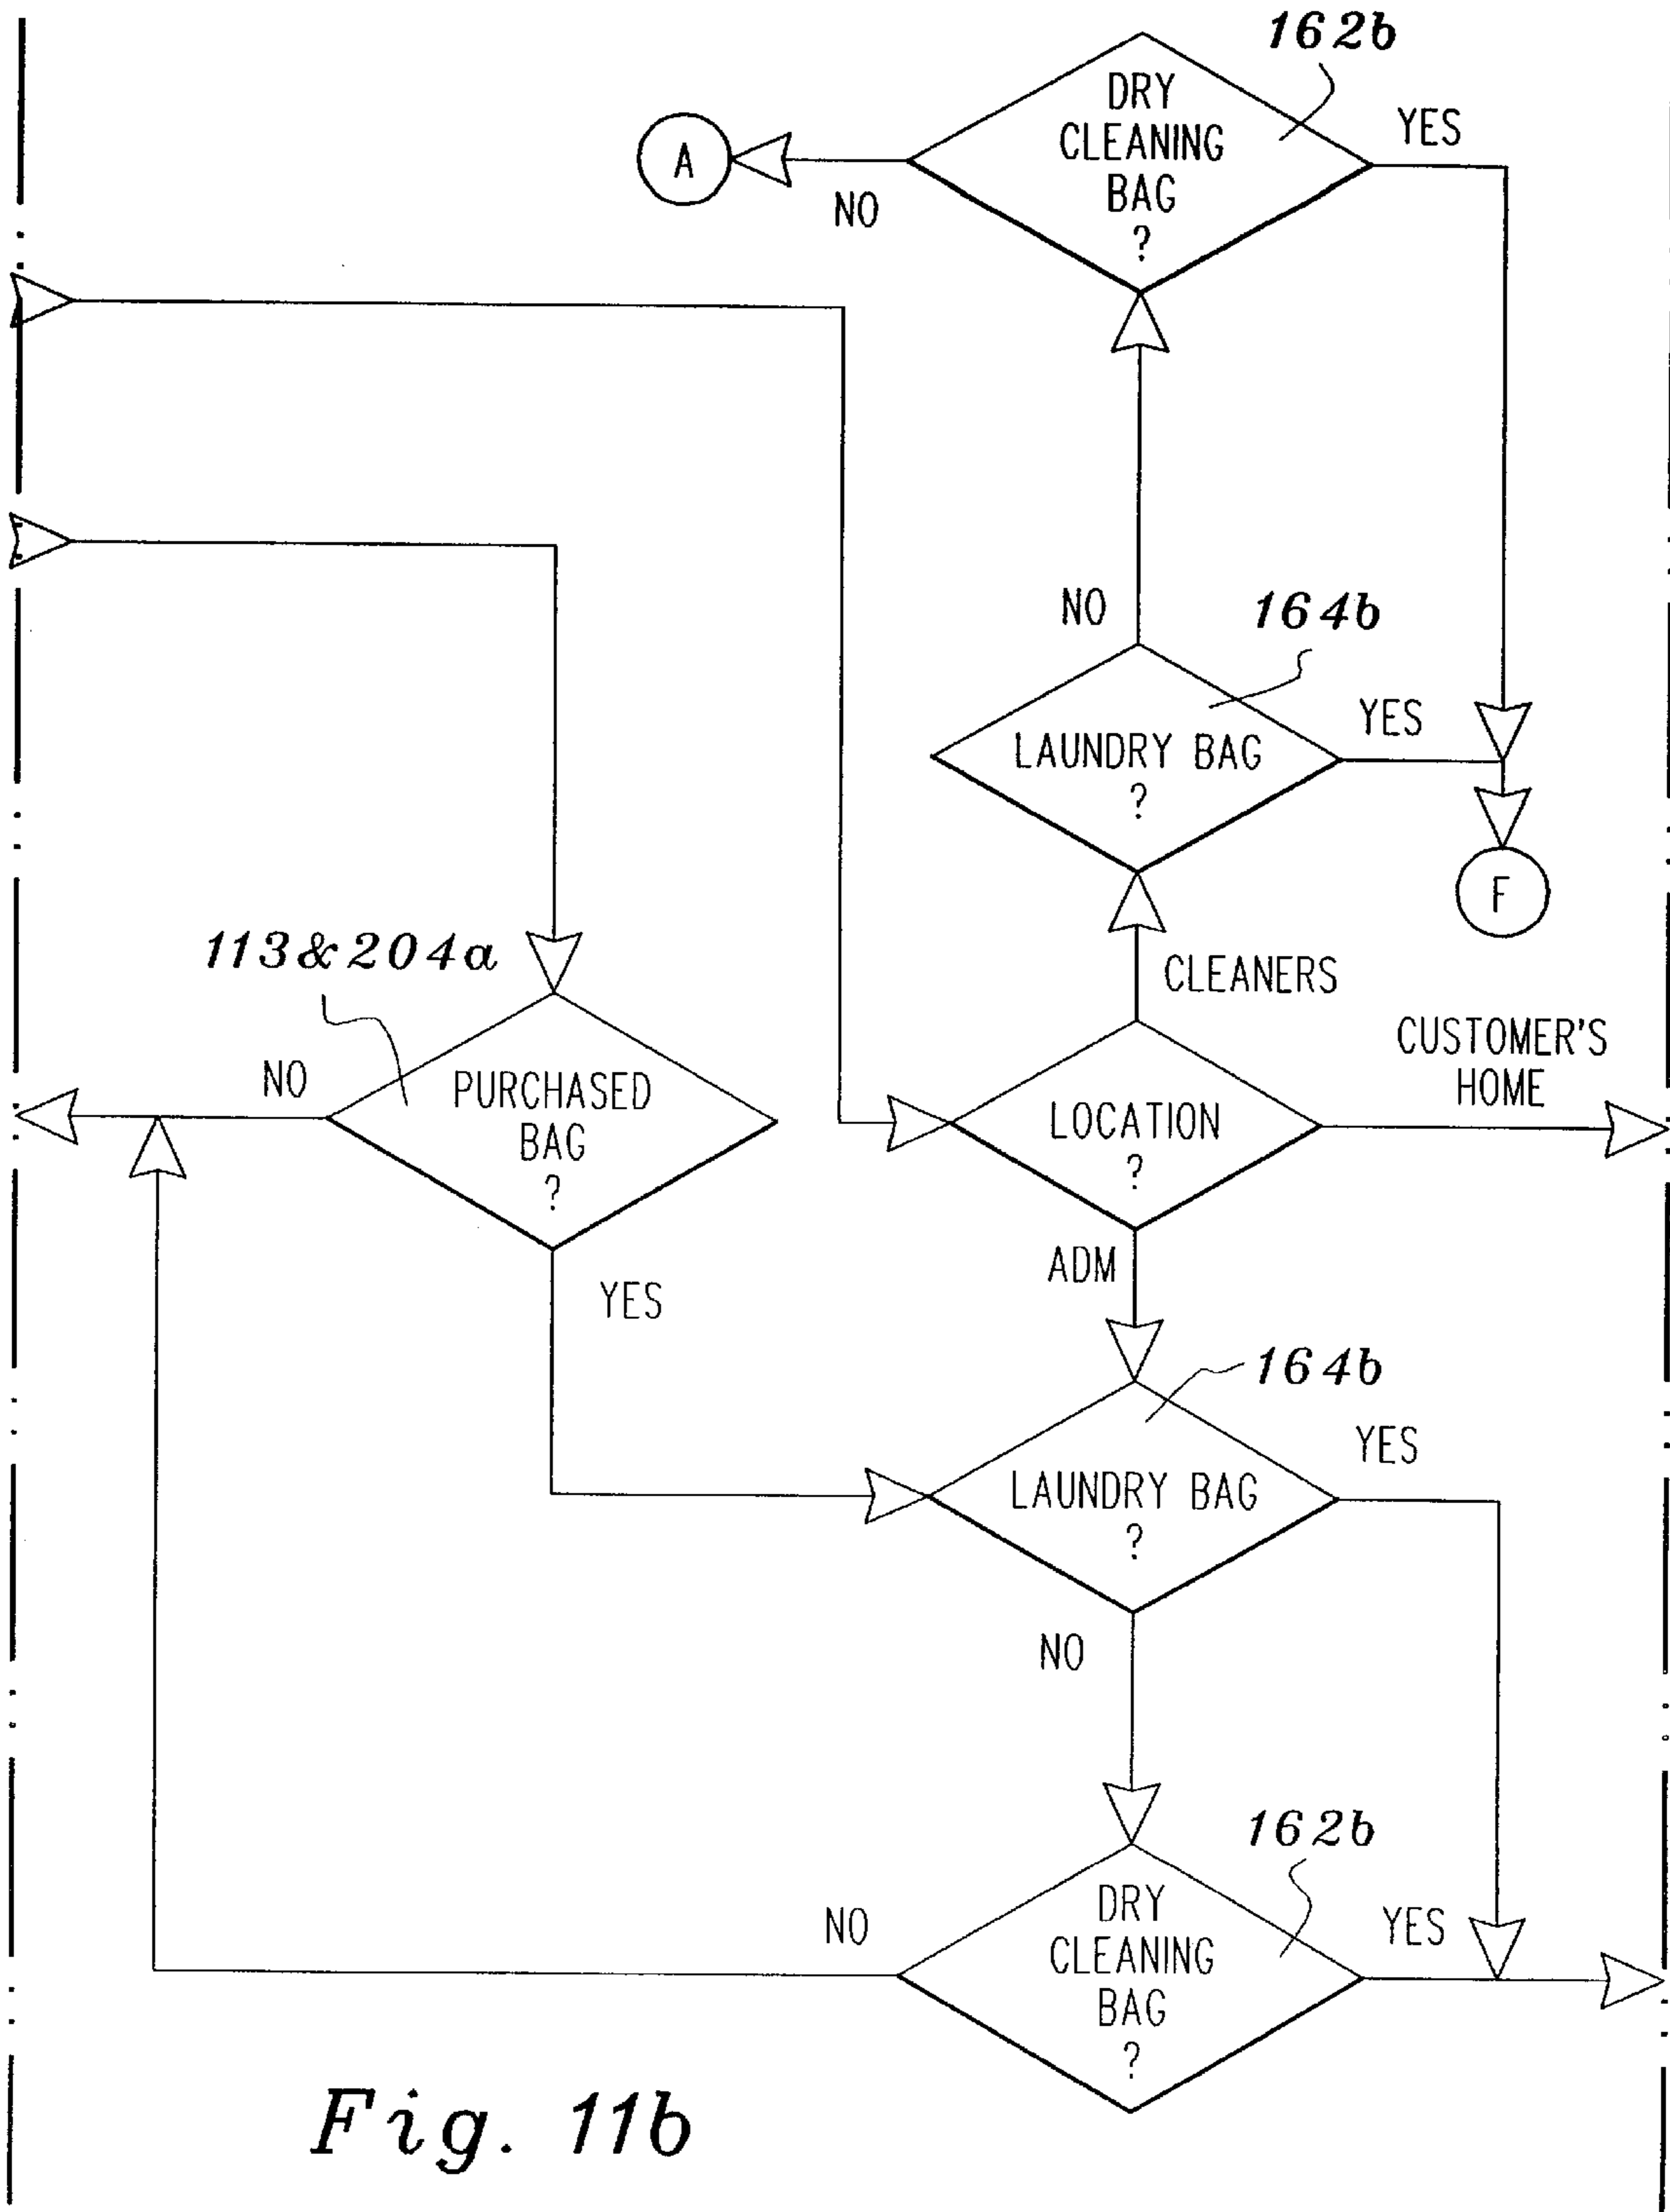 162b
DRY
CLEANING
BAG
?
YES
A
NO
NO
164b
YES
LAUNDRY BAG
?
F
113&204a
CLEANERS
CUSTOMER'S
HOME
NO
PURCHASED
BAG
?
LOCATION
?
YES
ADM
164b
YES
LAUNDRY BAG
?
NO
162b
DRY
CLEANING
BAG
?
NO
YES
Fig. 11b